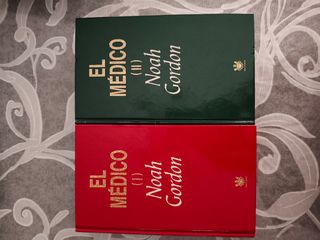 EL
MÉDICO
(II)
Noah
Gordon
EL
MÉDICO
(I)
Noah
Gordon